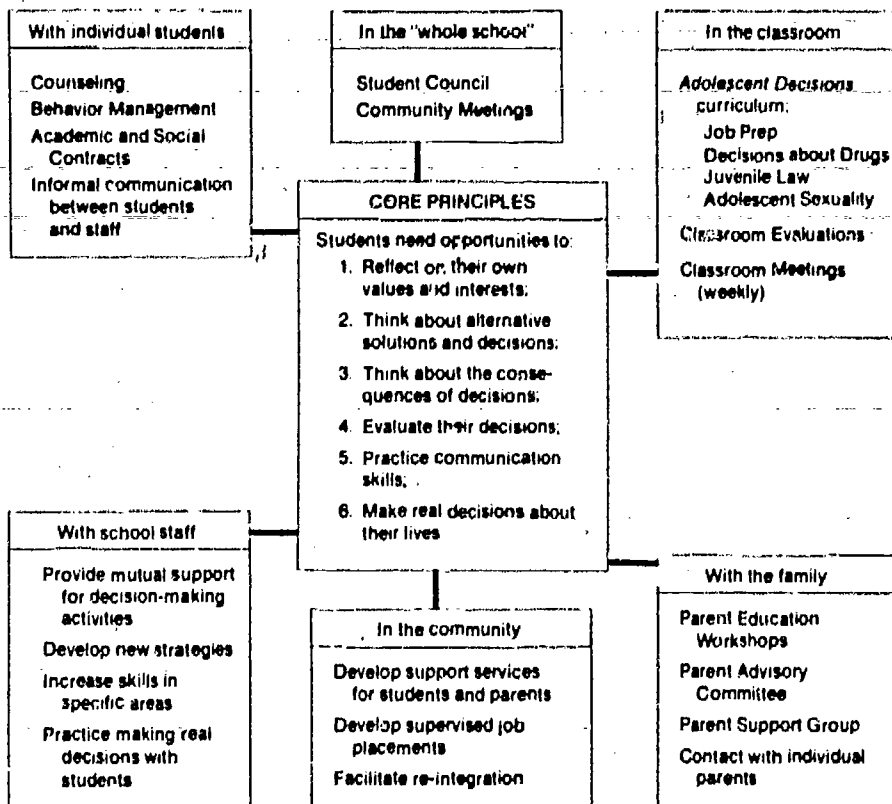 With individual students
Counseling
Behavior Management
Academic and Social
Contracts
Informal communication
between students
and staff
In the "whole school"
Student Council
Community Meetings
In the classroom
Adolescent Decisions
curriculum:
Job Prep
Decisions about Drugs
Juvenile Law
Adolescent Sexuality
Classroom Evaluations
Classroom Meetings
(weekly)
CORE PRINCIPLES
Students need opportunities to:
1. Reflect on their own
values and interests;
2. Think about alternative
solutions and decisions;
3. Think about the conse-
quences of decisions;
4. Evaluate their decisions;
5. Practice communication
skills;
6. Make real decisions about
their lives
With school staff
Provide mutual support
for decision-making
activities
Develop new strategies
Increase skills in
specific areas
Practice making real
decisions with
students
In the community
Develop support services
for students and parents
Develop supervised job
placements
Facilitate re-integration
With the family
Parent Education
Workshops
Parent Advisory
Committee
Parent Support Group
Contact with individual
parents